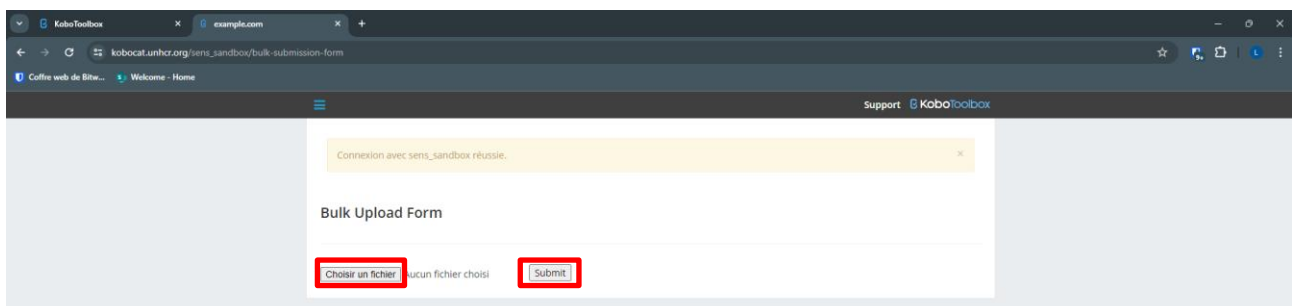 KoboToolbox
example.com
kobocat.unhcr.org/sens_sandbox/bulk-submission-form
9+
L
Coffre web de Bitw...
Welcome - Home
Support KoboToolbox
Connexion avec sens_sandbox réussie.
Bulk Upload Form
Choisir un fichier Aucun fichier choisi Submit